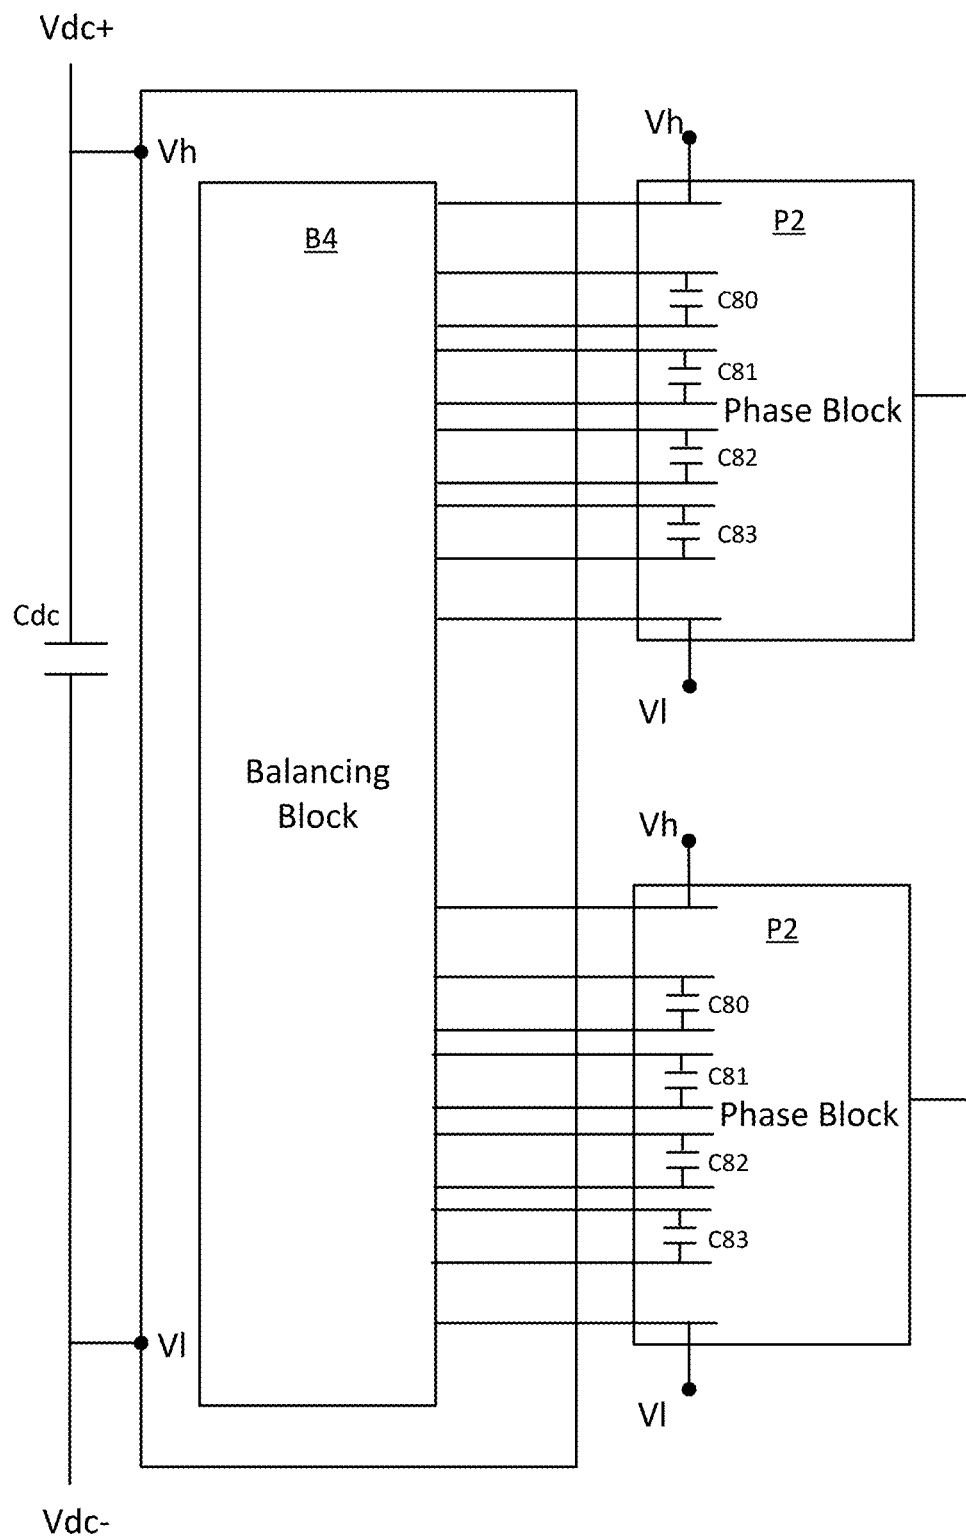 Vdc+
Vh
Vh
B4
P2
C80
C81
Phase Block
C82
C83
Cdc
Vl
Balancing
Block
Vh
P2
C80
C81
Phase Block
C82
C83
Vl
Vl
Vdc-